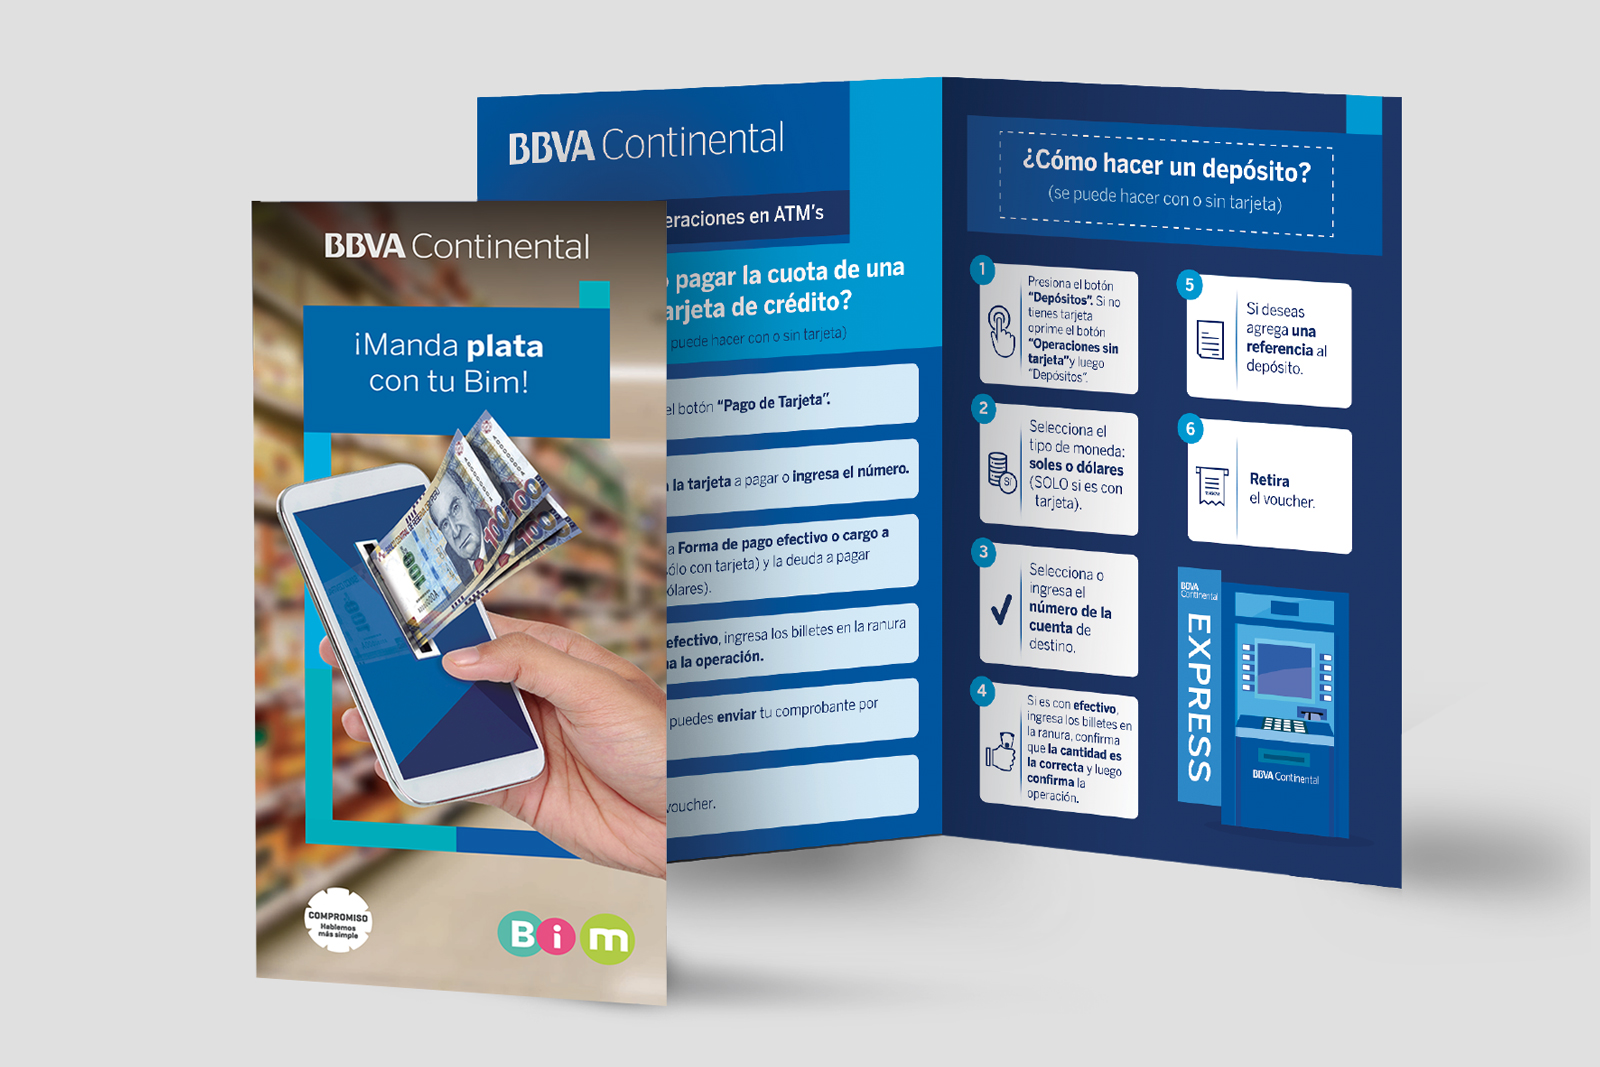 BBVA Continental
¡Manda plata
con tu Bim!
COMPROMISO
Hablemos
más simple
Bim
BBVA Continental
eraciones en ATM's
pagar la cuota de una
arjeta de crédito?
puede hacer con o sin tarjeta)
el botón “Pago de Tarjeta”.
la tarjeta a pagar o ingresa el número.
a Forma de pago efectivo o cargo a
sólo con tarjeta) y la deuda a pagar
ólares).
efectivo, ingresa los billetes en la ranura
na la operación.
puedes enviar tu comprobante por
voucher.
¿Cómo hacer un depósito?
(se puede hacer con o sin tarjeta)
1
Presiona el botón
“Depósitos”. Si no
tienes tarjeta
oprime el botón
“Operaciones sin
tarjeta”y luego
“Depósitos”.
2
Selecciona el
tipo de moneda:
soles o dólares
(SOLO si es con
tarjeta).
S/
3
Selecciona o
ingresa el
número de la
cuenta de
destino.
4
Si es con efectivo,
ingresa los billetes en
la ranura, confirma
que la cantidad es
la correcta y luego
confirma la
operación.
5
Si deseas
agrega una
referencia al
depósito.
6
Retira
el voucher.
BBVA
Continental
EXPRESS
BBVA Continental